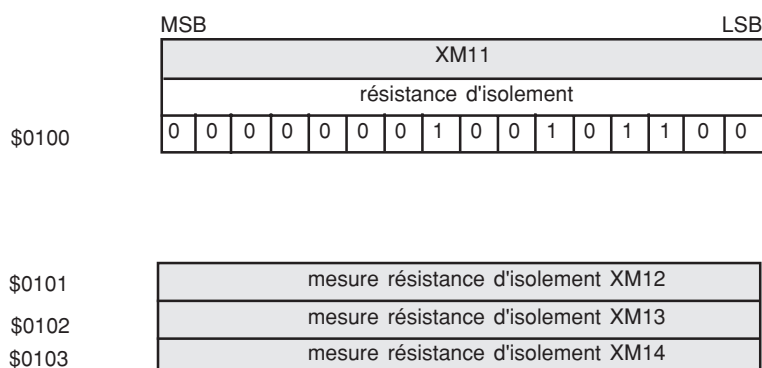 MSB LSB
XM11
résistance d'isolement
$0100 0 0 0 0 0 0 0 1 0 0 1 0 1 1 0 0
$0101 mesure résistance d'isolement XM12
$0102 mesure résistance d'isolement XM13
$0103 mesure résistance d'isolement XM14